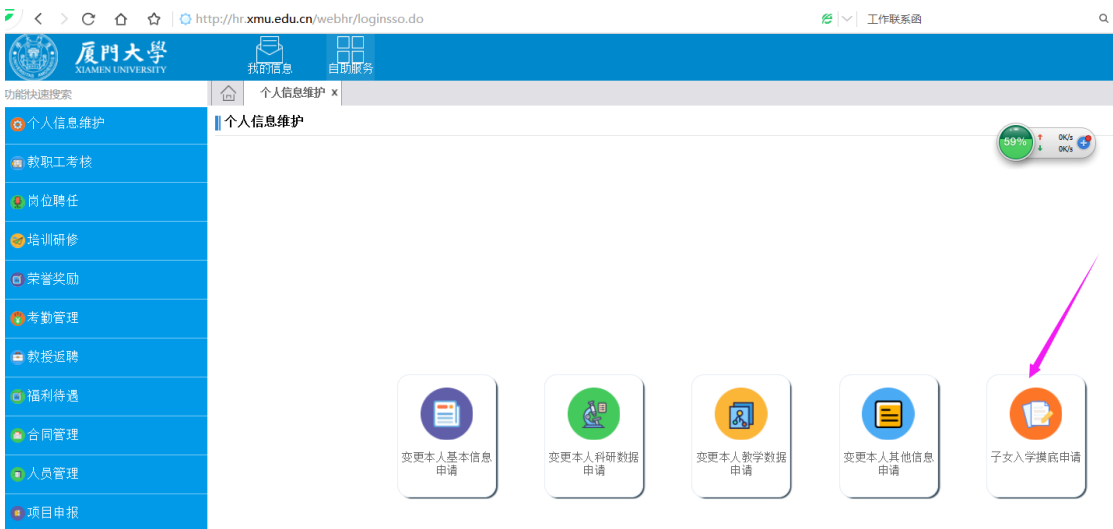 http://hr.xmu.edu.cn/webhr/loginsso.do
工作联系函
厦門大學
XIAMEN UNIVERSITY
我的信息
自助服务
功能快速搜索
个人信息维护 x
个人信息维护
个人信息维护
59%
0K/s
0K/s
教职工考核
岗位聘任
培训研修
荣誉奖励
考勤管理
教授返聘
福利待遇
合同管理
人员管理
项目申报
变更本人基本信息
申请
变更本人科研数据
申请
变更本人教学数据
申请
变更本人其他信息
申请
子女入学摸底申请